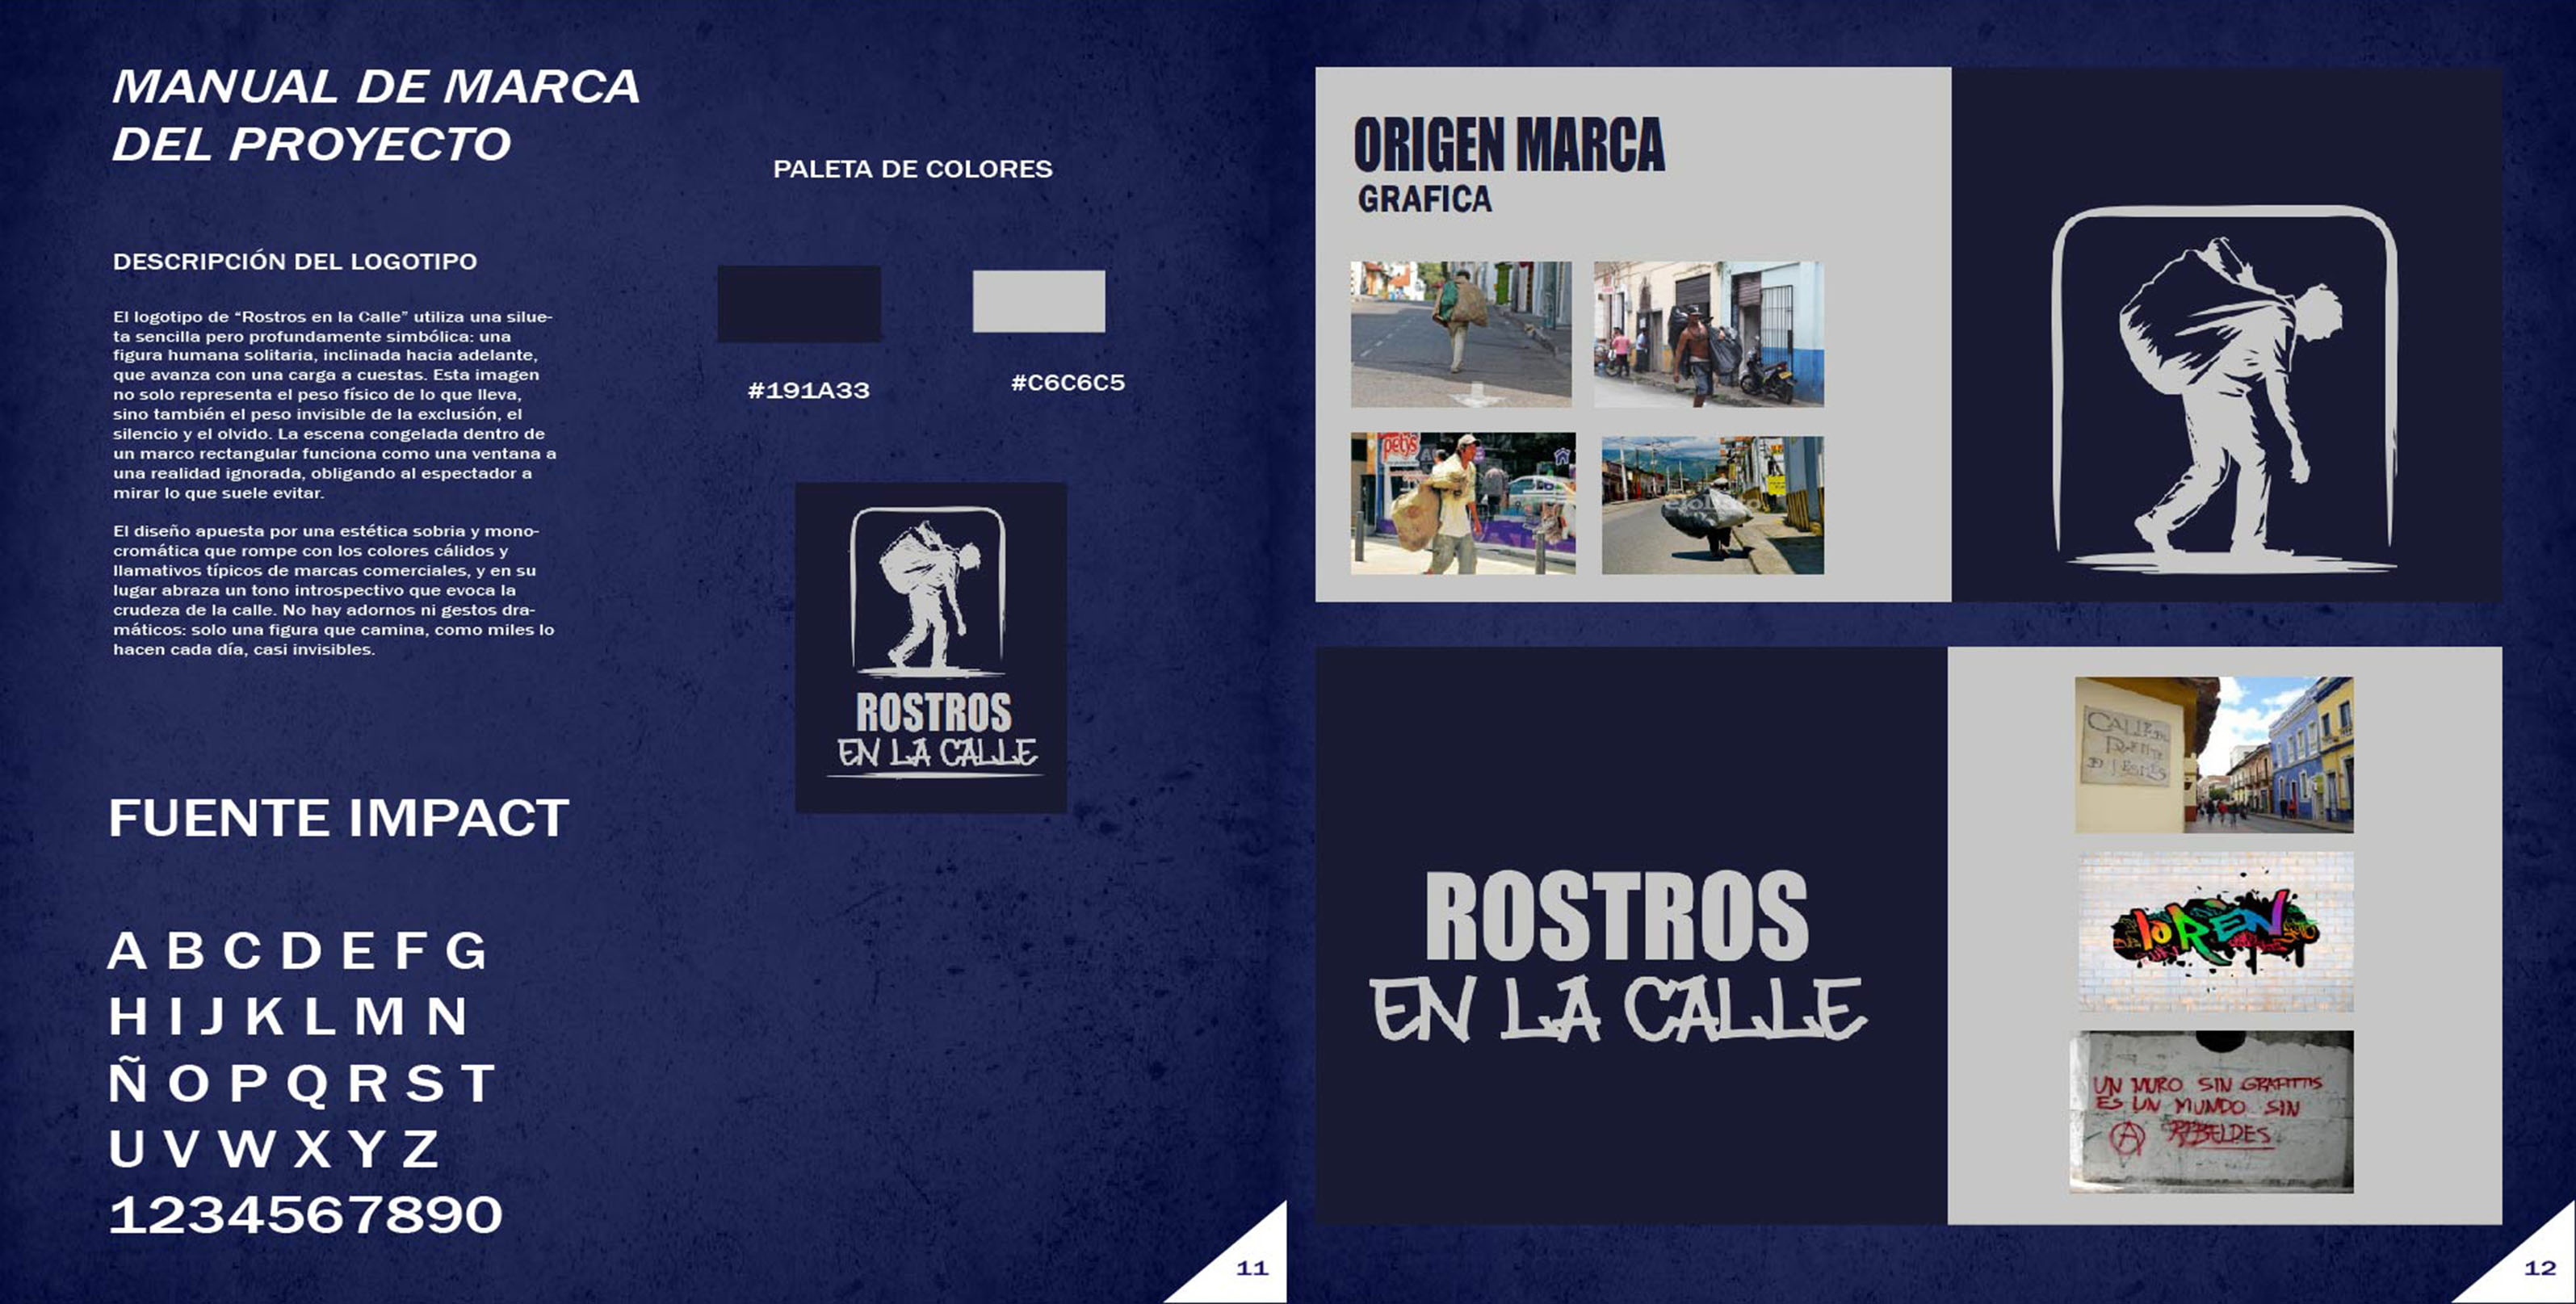 MANUAL DE MARCA
DEL PROYECTO
DESCRIPCIÓN DEL LOGOTIPO
El logotipo de “Rostros en la Calle” utiliza una silue-
ta sencilla pero profundamente simbólica: una
figura humana solitaria, inclinada hacia adelante,
que avanza con una carga a cuestas. Esta imagen
no solo representa el peso físico de lo que lleva,
sino también el peso invisible de la exclusión, el
silencio y el olvido. La escena congelada dentro de
un marco rectangular funciona como una ventana a
una realidad ignorada, obligando al espectador a
mirar lo que suele evitar.
El diseño apuesta por una estética sobria y mono-
cromática que rompe con los colores cálidos y
llamativos típicos de marcas comerciales, y en su
lugar abraza un tono introspectivo que evoca la
crudeza de la calle. No hay adornos ni gestos dra-
máticos: solo una figura que camina, como miles lo
hacen cada día, casi invisibles.
FUENTE IMPACT
A B C D E F G
H I J K L M N
Ñ O P Q R S T
U V W X Y Z
1234567890
PALETA DE COLORES
#191A33
#C6C6C5
ROSTROS
EN LA CALLE
11
ORIGEN MARCA
GRAFICA
petys
ROSTROS
EN LA CALLE
CALLE
LOREN
UN MURO SIN GRAFITTIS
ES UN MUNDO SIN
REBELDES
12